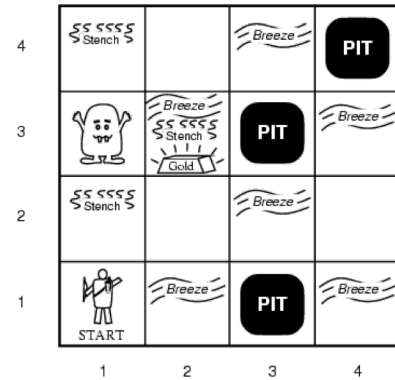 4
Stench
Breeze
PIT
3
Breeze
Stench
Gold
PIT
Breeze
2
Stench
Breeze
1
START
Breeze
PIT
Breeze
1 2 3 4